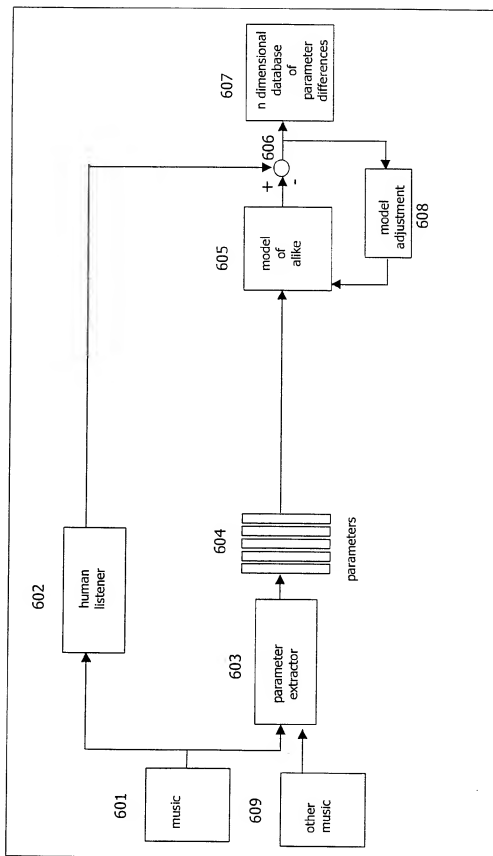 602
human
listener
601
music
609
other
music
603
parameter
extractor
604
parameters
605
model
of
alike
+
-
606
607
n dimensional
database
of
parameter
differences
model
adjustment
608